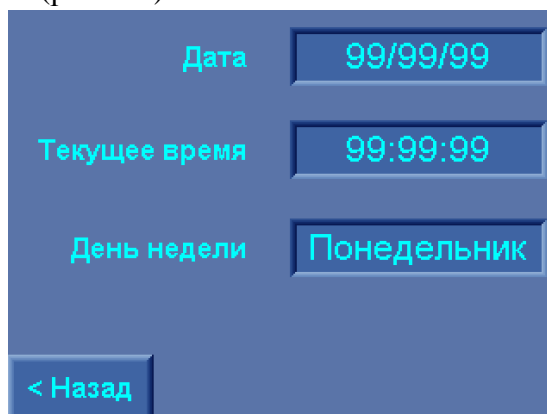 Дата 99/99/99
Текущее время 99:99:99
День недели Понедельник
< Назад